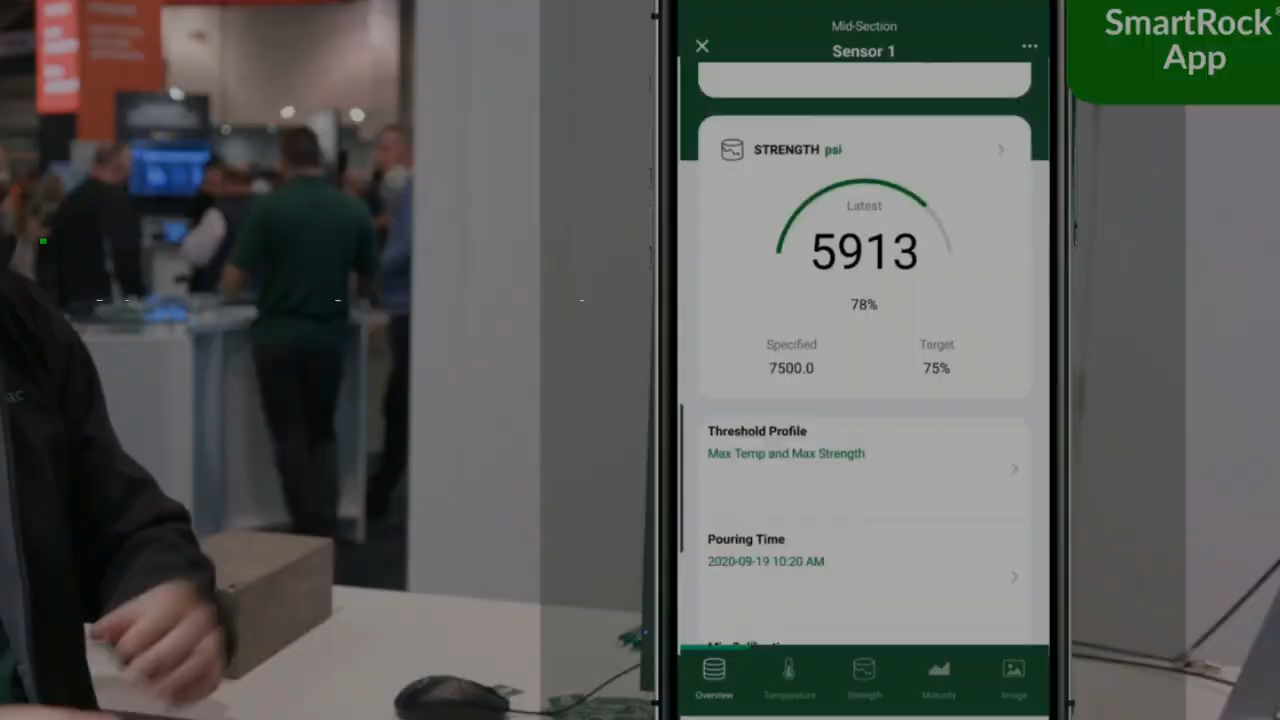 SmartRock®
App
Mid-Section
Sensor 1
STRENGTH psi
Latest
5913
78%
Specified
Target
7500.0
75%
Threshold Profile
Max Temp and Max Strength
Pouring Time
2020-09-19 10:20 AM
Overview
Temperature
Strength
Maturity
Image